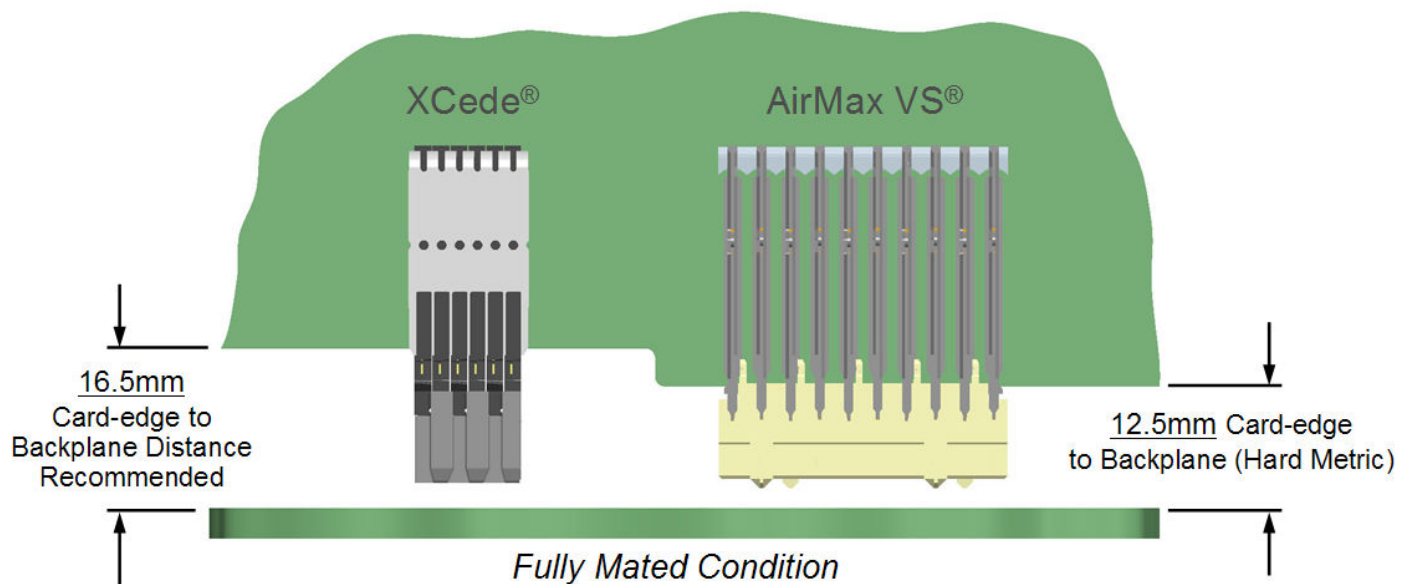 XCede®
AirMax VS®
16.5mm
Card-edge to
Backplane Distance
Recommended
12.5mm Card-edge
to Backplane (Hard Metric)
Fully Mated Condition